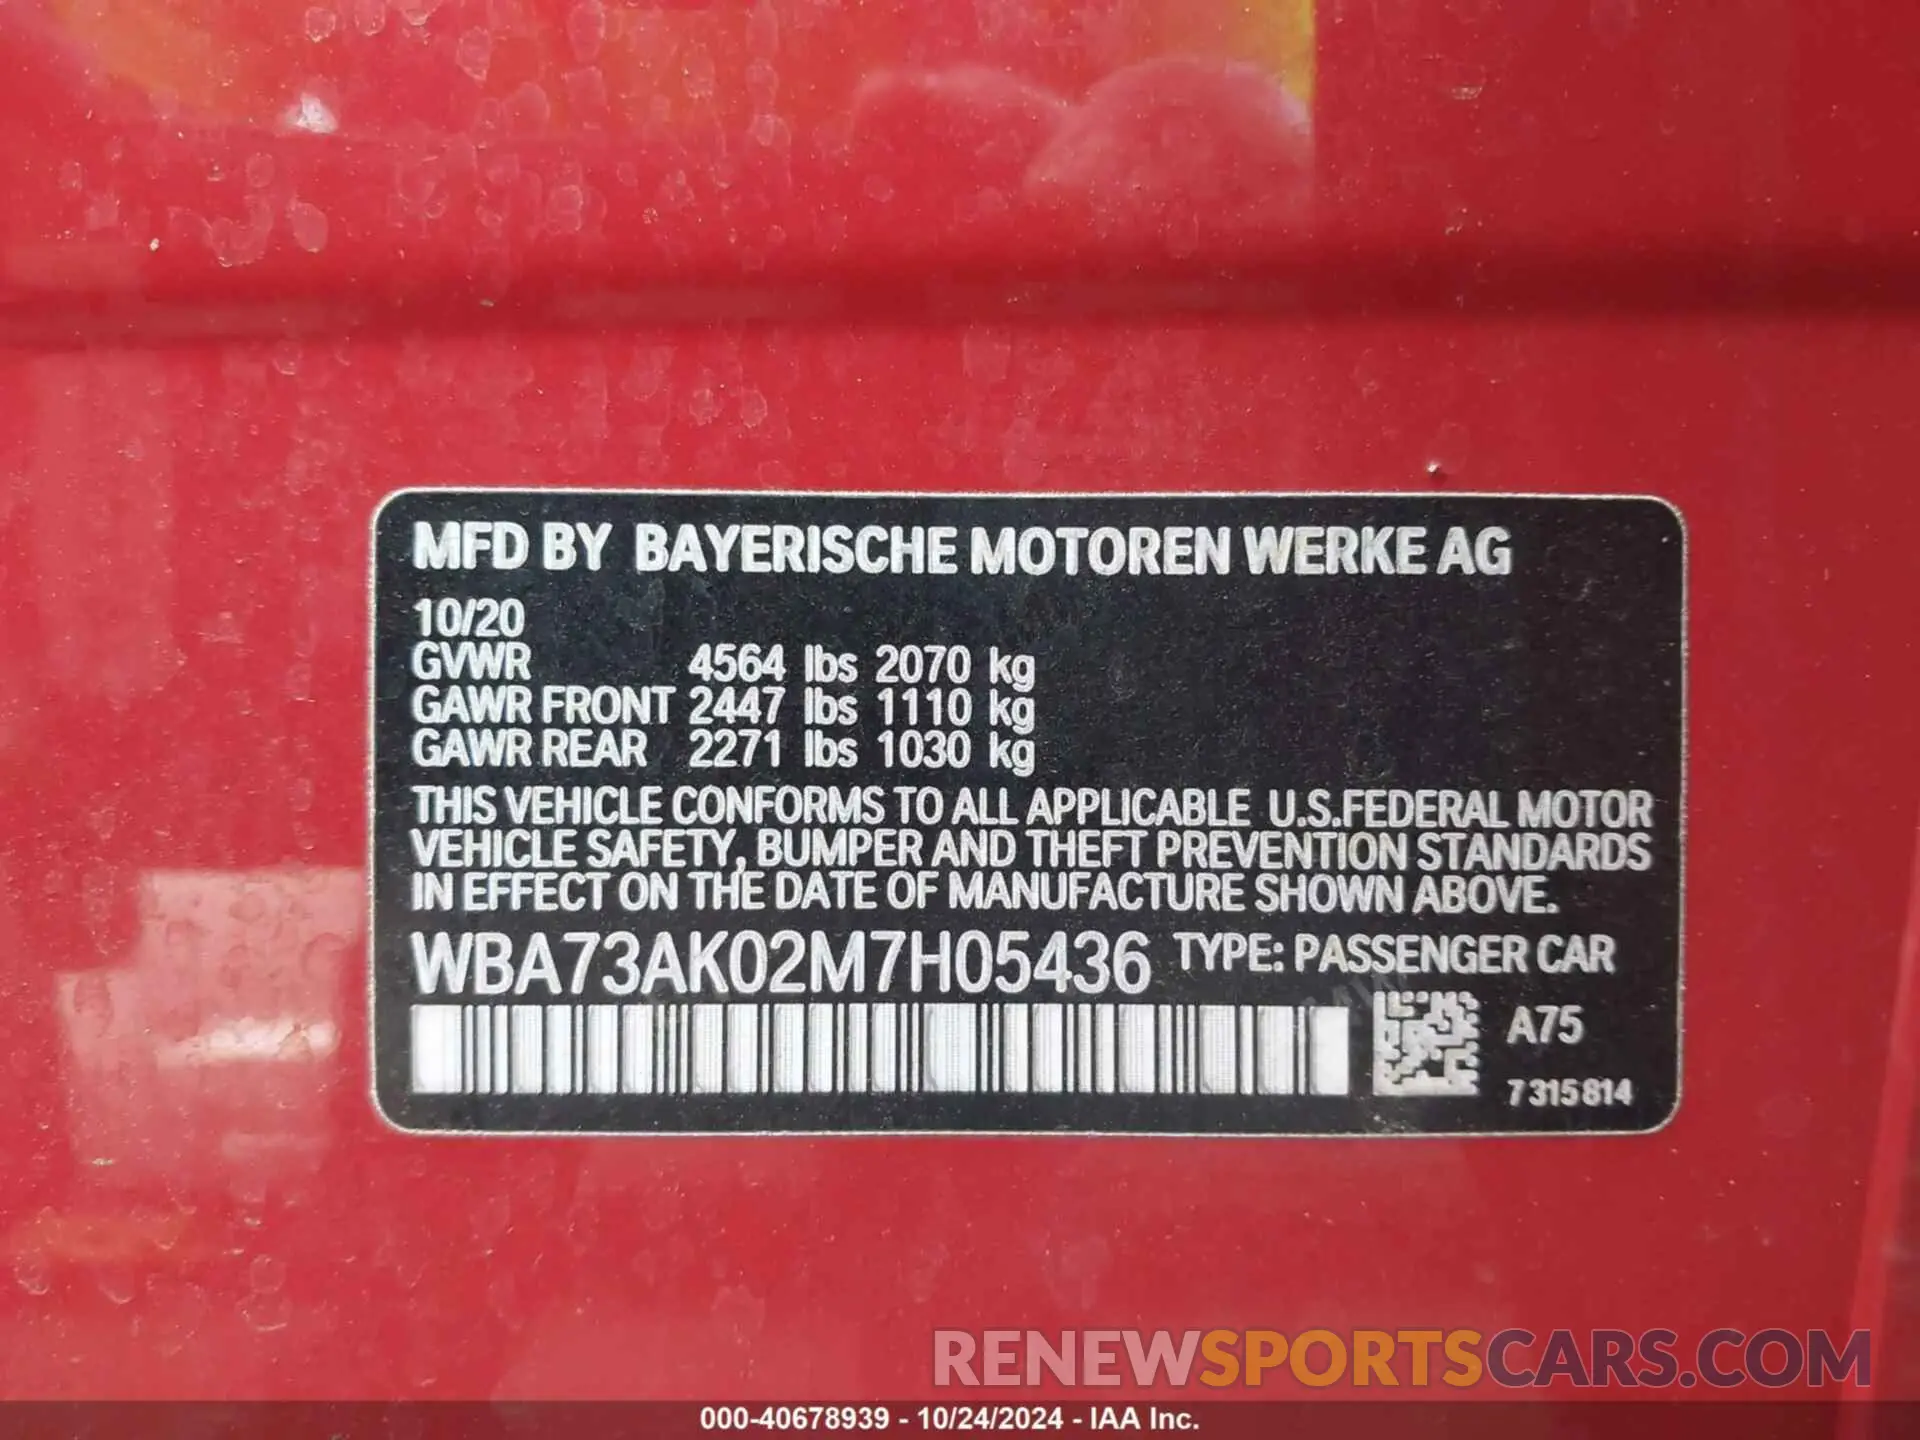 MFD BY BAYERISCHE MOTOREN WERKE AG
10/20
GVWR 4564 lbs 2070 kg
GAWR FRONT 2447 lbs 1110 kg
GAWR REAR 2271 lbs 1030 kg
THIS VEHICLE CONFORMS TO ALL APPLICABLE U.S.FEDERAL MOTOR
VEHICLE SAFETY, BUMPER AND THEFT PREVENTION STANDARDS
IN EFFECT ON THE DATE OF MANUFACTURE SHOWN ABOVE.
WBA73AK02M7H05436 TYPE: PASSENGER CAR
A75
7315814
RENEWSPORTSCARS.COM
000-40678939 - 10/24/2024 - IAA Inc.